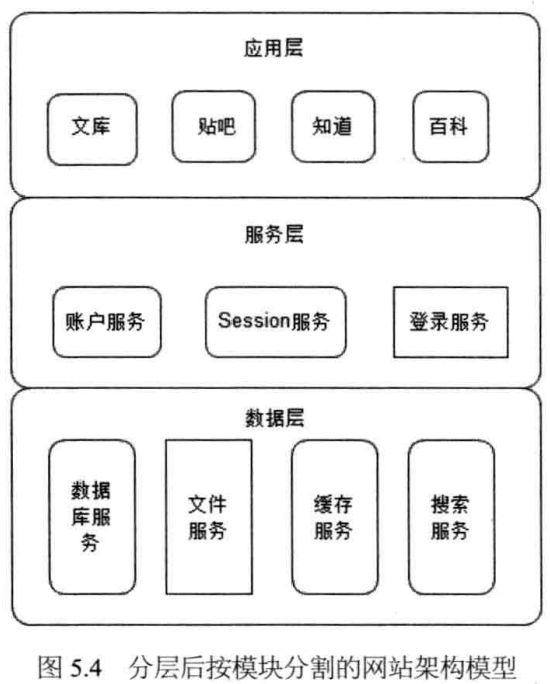 应用层
文库 贴吧 知道 百科
服务层
账户服务 Session服务 登录服务
数据层
数据
库服
务
文件
服务
缓存
服务
搜索
服务
图 5.4 分层后按模块分割的网站架构模型